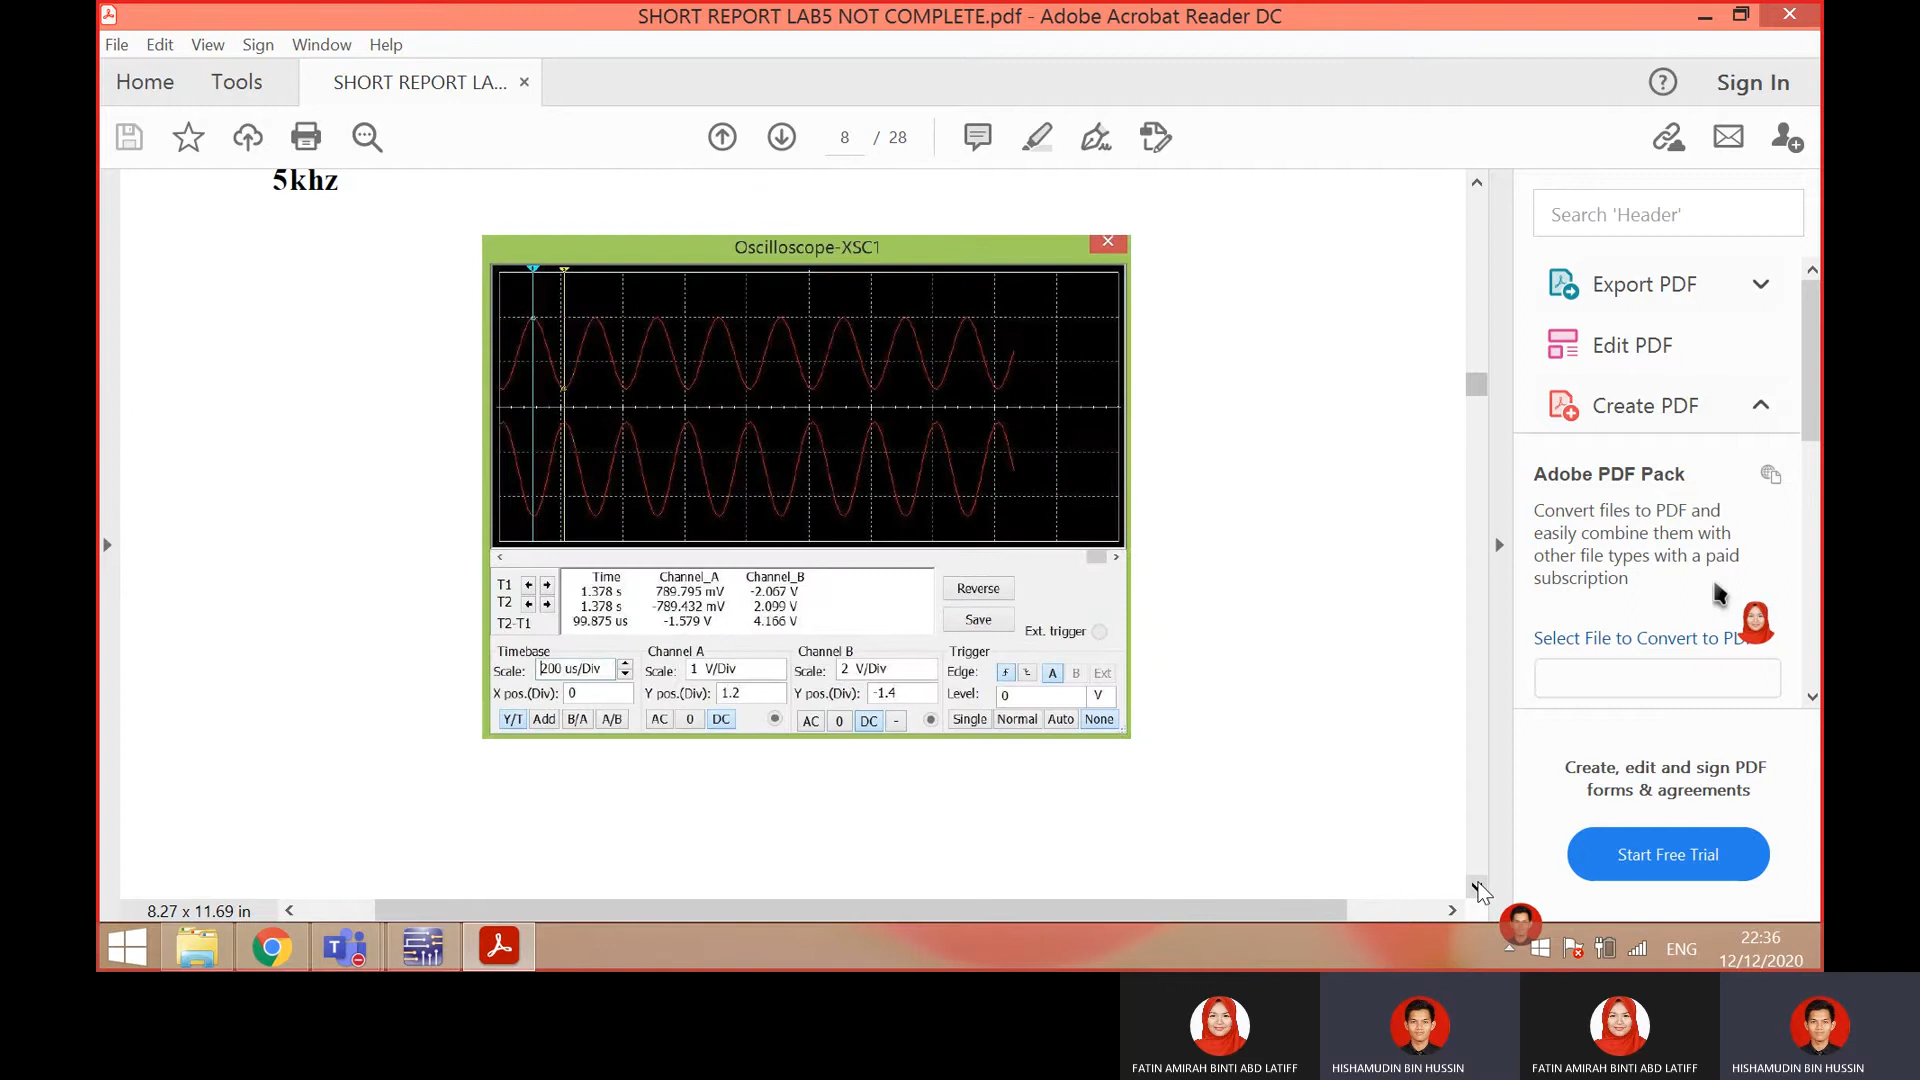 SHORT REPORT LAB5 NOT COMPLETE.pdf - Adobe Acrobat Reader DC
File Edit View Sign Window Help
Home Tools SHORT REPORT LA... × Sign In
8 / 28
5khz
Oscilloscope-XSC1
T1
T2
T2-T1
Time Channel_A Channel_B
1.378 s 789.795 mV -2.067 V
1.378 s -789.432 mV 2.099 V
99.875 us -1.579 V 4.166 V
Reverse
Save
Ext. trigger
Timebase
Scale: 200 us/Div
X pos.(Div): 0
Y/T Add B/A A/B
Channel A
Scale: 1 V/Div
Y pos.(Div): 1.2
AC 0 DC
Channel B
Scale: 2 V/Div
Y pos.(Div): -1.4
AC 0 DC -
Trigger
Edge: A B Ext
Level: 0 V
Single Normal Auto None
8.27 x 11.69 in
Search 'Header'
Export PDF
Edit PDF
Create PDF
Adobe PDF Pack
Convert files to PDF and
easily combine them with
other file types with a paid
subscription
Select File to Convert to PD
Create, edit and sign PDF
forms & agreements
Start Free Trial
ENG
22:36
12/12/2020
FATIN AMIRAH BINTI ABD LATIFF
HISHAMUDIN BIN HUSSIN
FATIN AMIRAH BINTI ABD LATIFF
HISHAMUDIN BIN HUSSIN